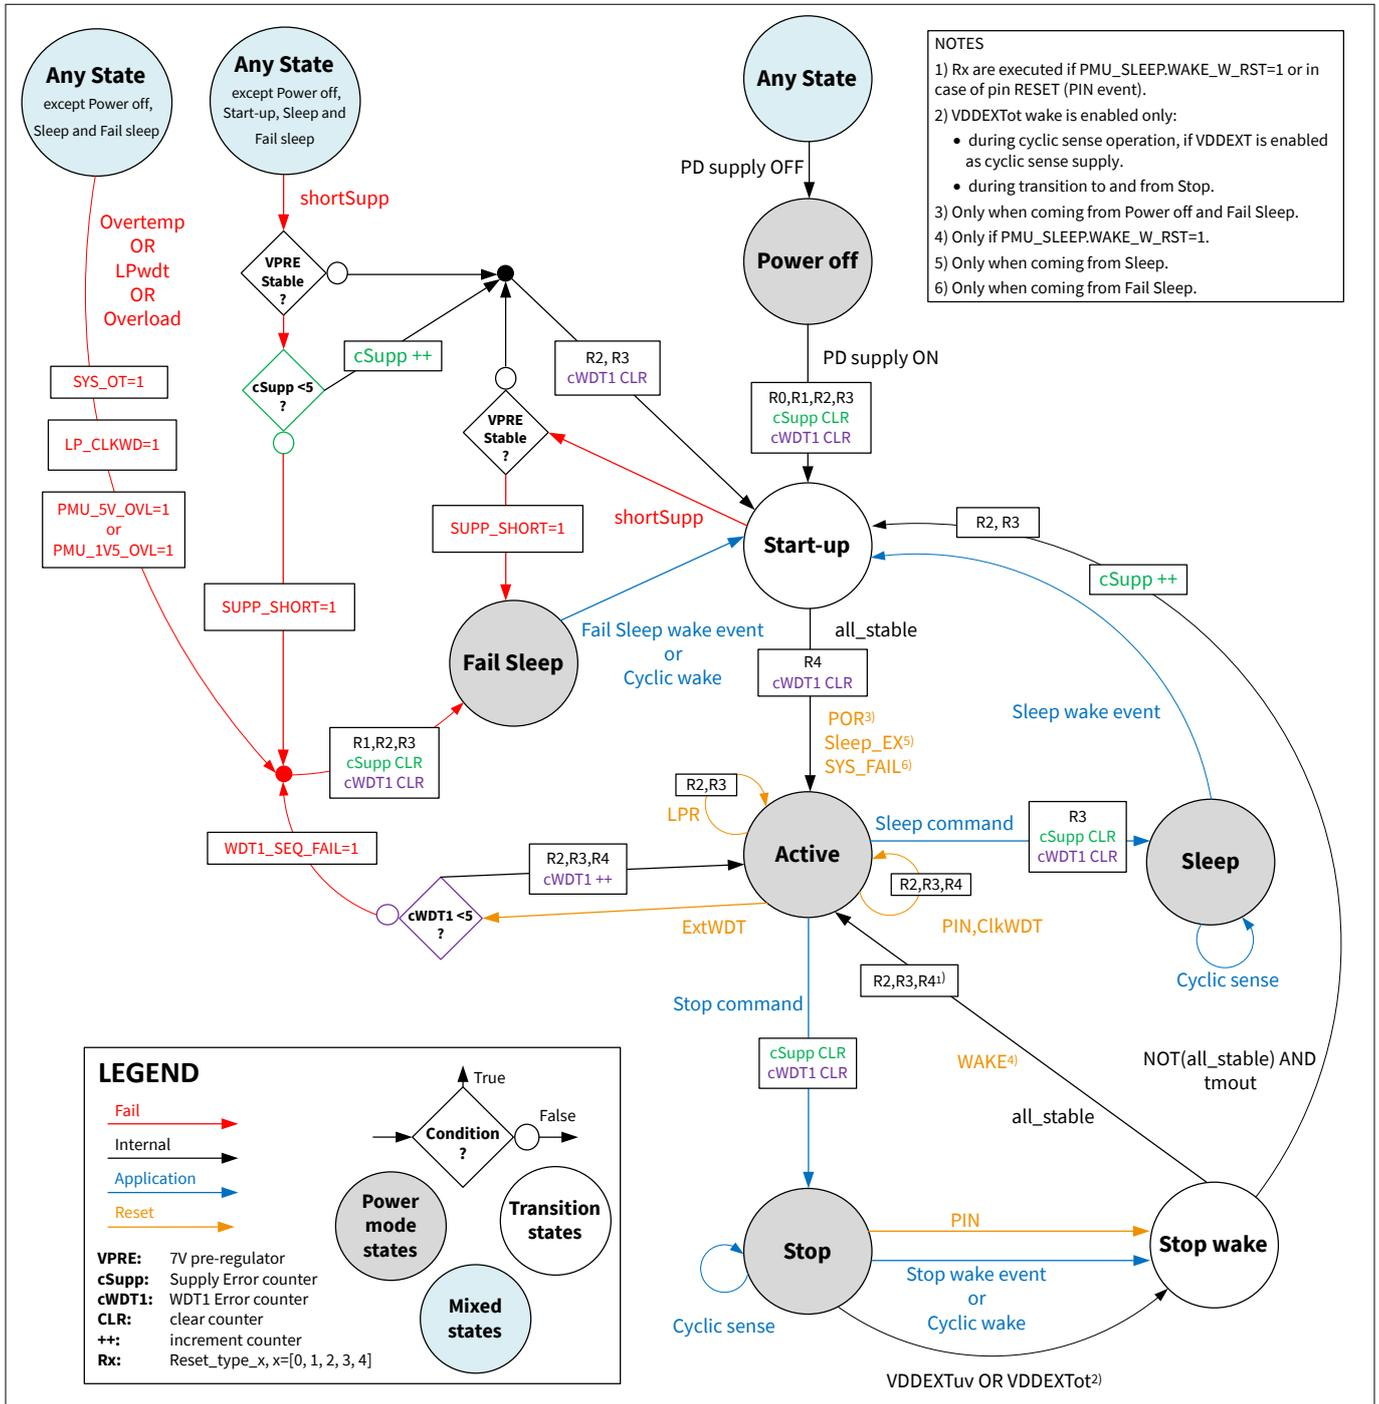 Any State
except Power off,
Sleep and Fail sleep
Any State
except Power off,
Start-up, Sleep and
Fail sleep
Any State
NOTES
1) Rx are executed if PMU_SLEEP.WAKE_W_RST=1 or in
case of pin RESET (PIN event).
2) VDDEXTot wake is enabled only:
• during cyclic sense operation, if VDDEXT is enabled
as cyclic sense supply.
• during transition to and from Stop.
3) Only when coming from Power off and Fail Sleep.
4) Only if PMU_SLEEP.WAKE_W_RST=1.
5) Only when coming from Sleep.
6) Only when coming from Fail Sleep.
PD supply OFF
shortSupp
Overtemp
OR
LPwdt
OR
Overload
VPRE
Stable
?
Power off
cSupp ++
R2, R3
cWDT1 CLR
PD supply ON
SYS_OT=1
cSupp <5
?
R0,R1,R2,R3
cSupp CLR
cWDT1 CLR
LP_CLKWD=1
VPRE
Stable
?
PMU_5V_OVL=1
or
PMU_1V5_OVL=1
SUPP_SHORT=1
shortSupp
Start-up
R2, R3
cSupp ++
SUPP_SHORT=1
Fail Sleep
Fail Sleep wake event
or
Cyclic wake
all_stable
R4
cWDT1 CLR
POR3)
Sleep_EX5)
SYS_FAIL6)
Sleep wake event
R1,R2,R3
cSupp CLR
cWDT1 CLR
R2,R3
LPR
Active
Sleep command
R3
cSupp CLR
cWDT1 CLR
Sleep
WDT1_SEQ_FAIL=1
R2,R3,R4
cWDT1 ++
R2,R3,R4
cWDT1 <5
?
ExtWDT
PIN,ClkWDT
Cyclic sense
R2,R3,R41)
Stop command
cSupp CLR
cWDT1 CLR
WAKE4)
NOT(all_stable) AND
tmout
all_stable
LEGEND
Fail
Internal
Application
Reset
True
Condition
?
False
Power
mode
states
Transition
states
Mixed
states
VPRE: 7V pre-regulator
cSupp: Supply Error counter
cWDT1: WDT1 Error counter
CLR: clear counter
++: increment counter
Rx: Reset_type_x, x=[0, 1, 2, 3, 4]
Stop
PIN
Stop wake
Stop wake event
or
Cyclic wake
Cyclic sense
VDDEXTuv OR VDDEXTot2)